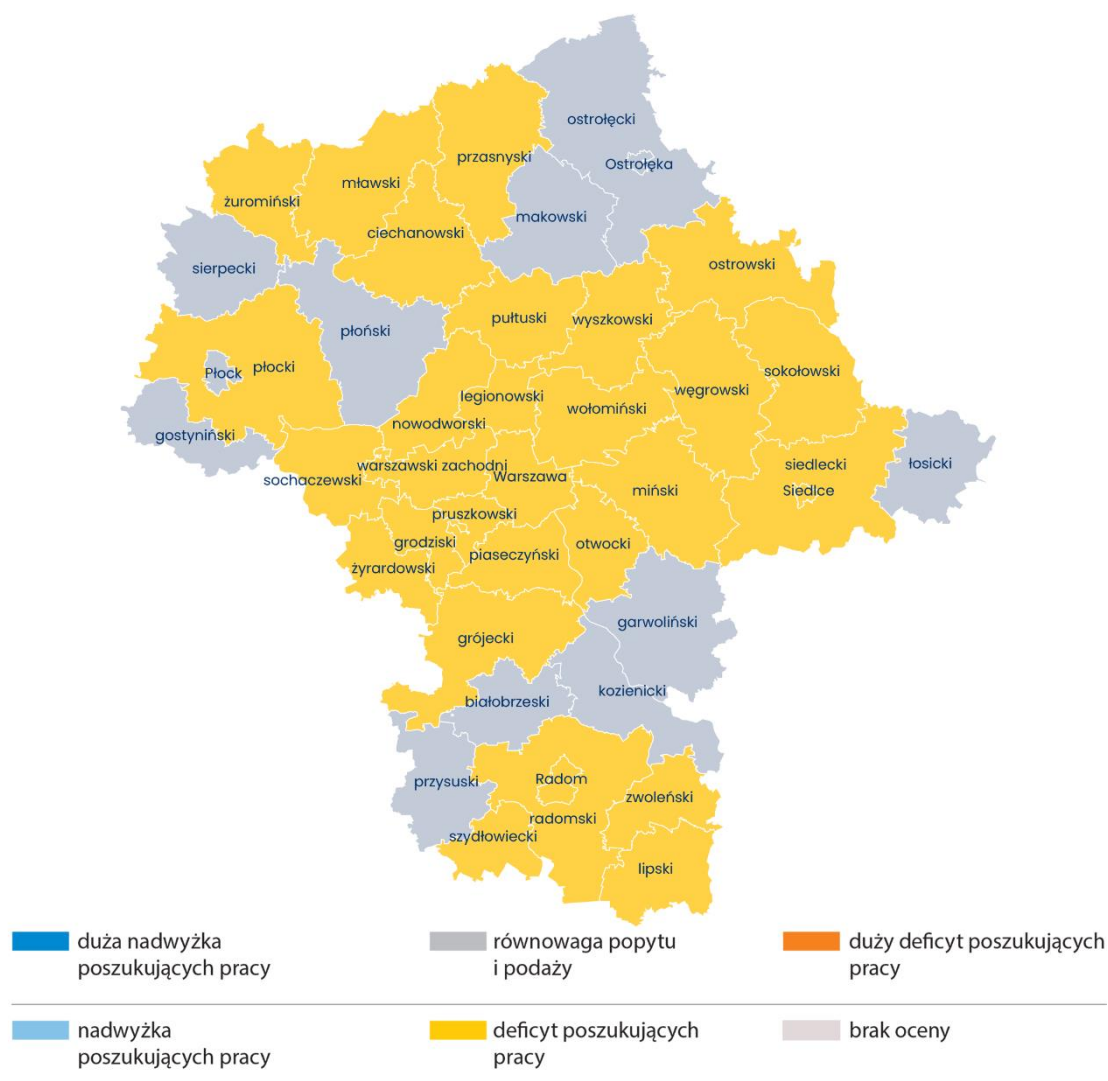 ostrołęcki
Ostrołęka
przasnyski
mławski
żuromiński
makowski
ciechanowski
sierpecki
ostrowski
płoński
pułtuski
wyszkowski
Płock
płocki
sokołowski
węgrowski
legionowski
wołomiński
nowodworski
gostyniński
warszawski zachodni
siedlecki
łosicki
sochaczewski
Warszawa
miński
Siedlce
pruszkowski
grodziski
otwocki
piaseczyński
żyrardowski
garwoliński
grójecki
kozienicki
białobrzeski
przysuski
Radom
zwoleński
radomski
szydłowiecki
lipski
duża nadwyżka
poszukujących pracy
równowaga popytu
i podaży
duży deficyt poszukujących
pracy
nadwyżka
poszukujących pracy
deficyt poszukujących
pracy
brak oceny